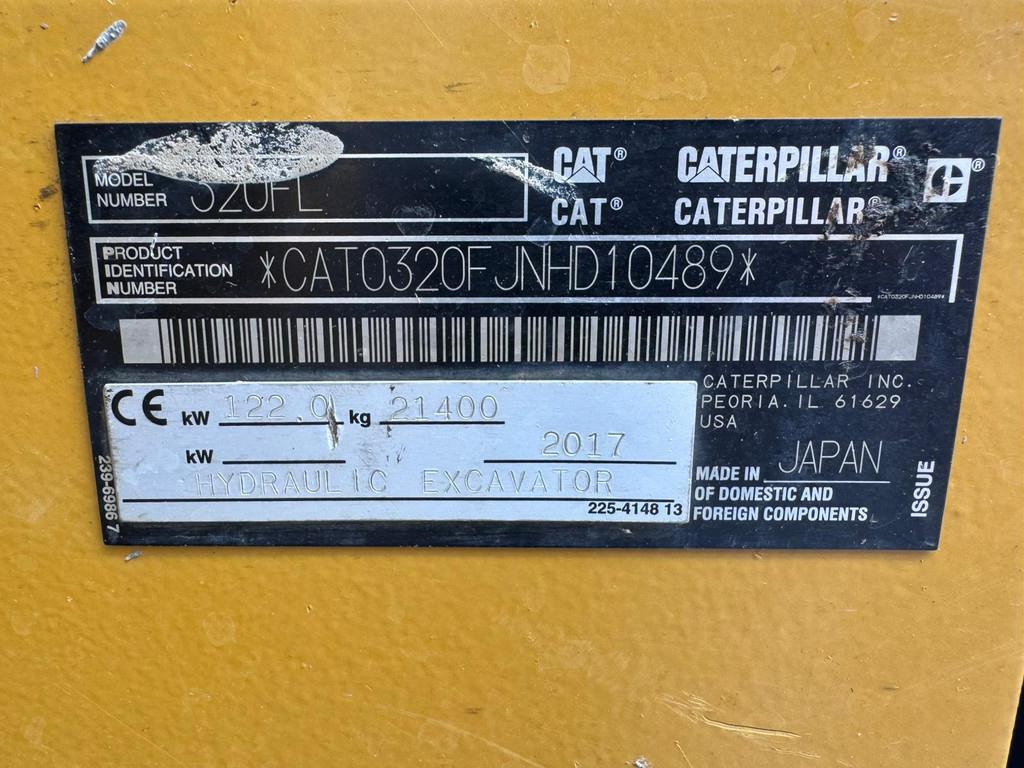 MODEL NUMBER 320FL
CAT® CATERPILLAR®
CAT® CATERPILLAR®
PRODUCT IDENTIFICATION NUMBER *CAT0320FJNHD10489*
*CAT0320FJNHD10489*
CE kW 122.0 kg 21400
kW 2017
HYDRAULIC EXCAVATOR
225-4148 13
239-6986 7
CATERPILLAR INC.
PEORIA. IL 61629
USA
MADE IN JAPAN
OF DOMESTIC AND
FOREIGN COMPONENTS
ISSUE